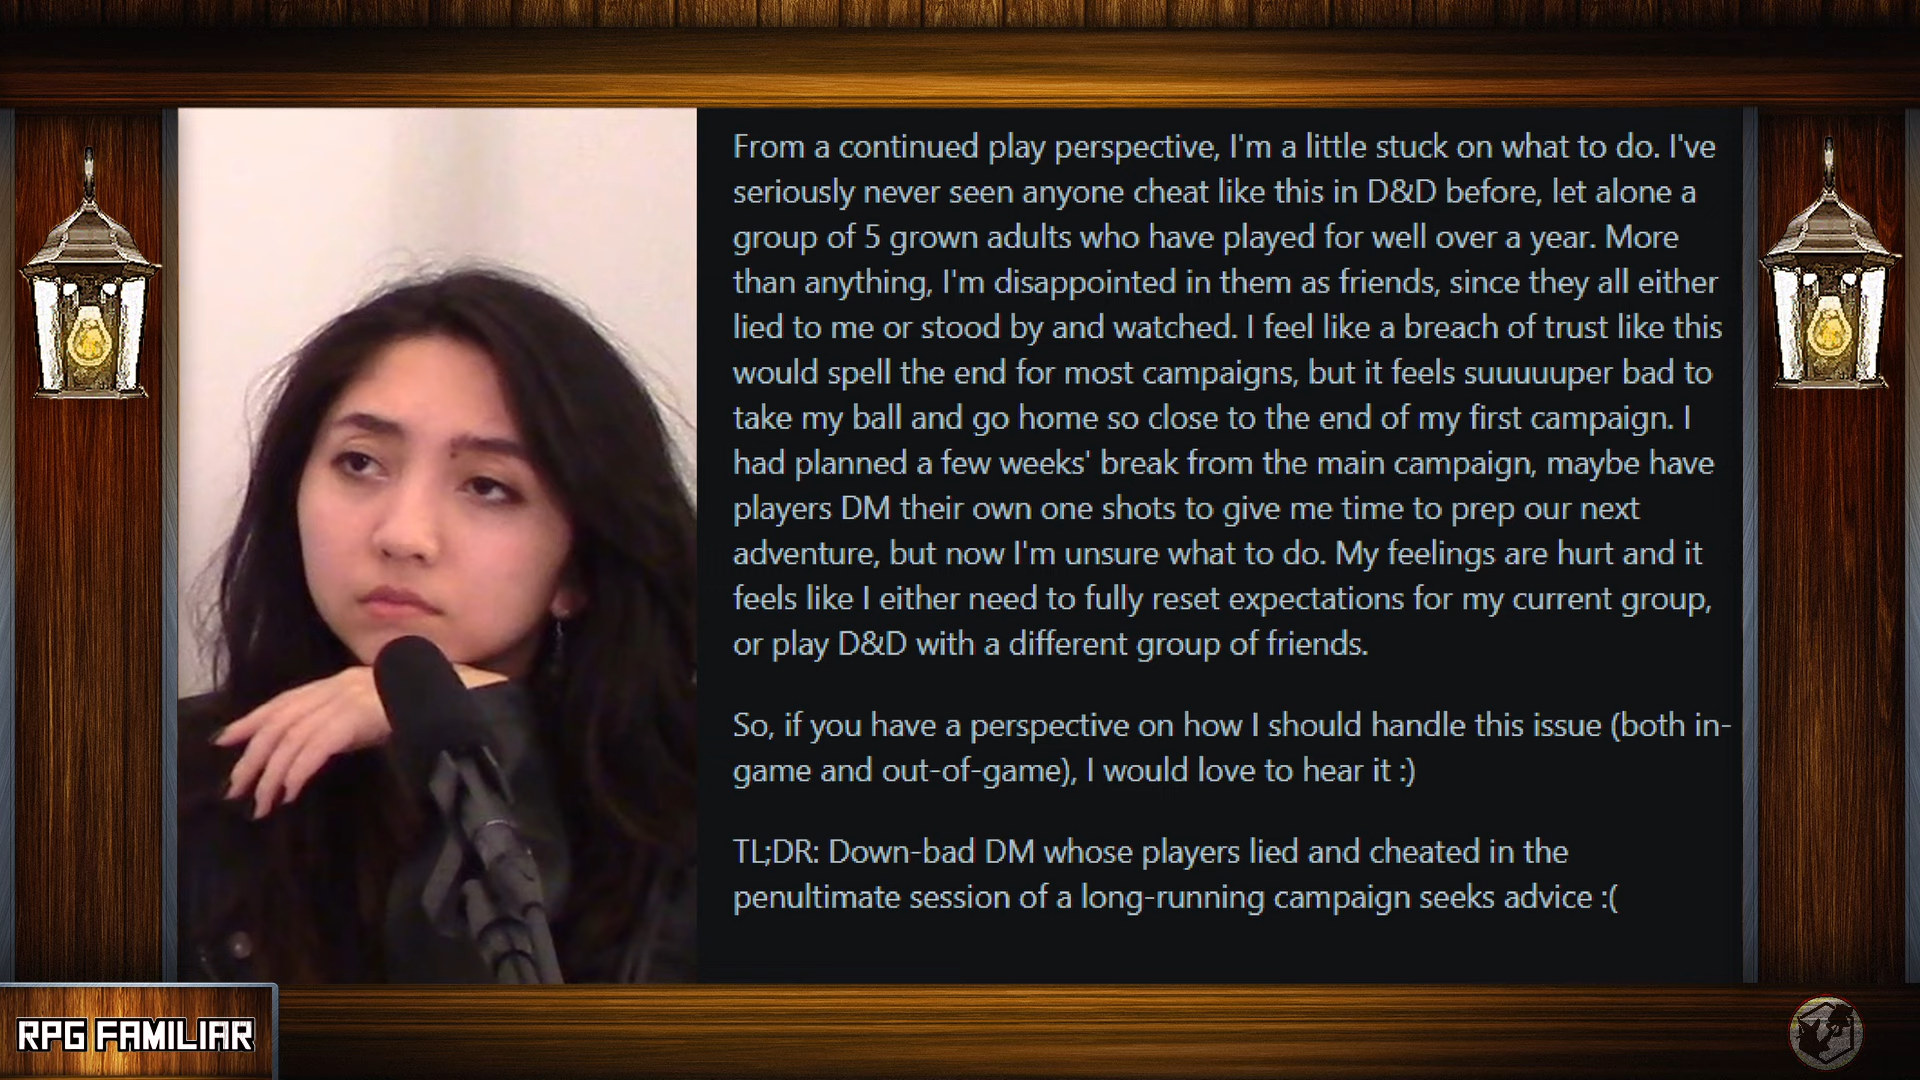 From a continued play perspective, I'm a little stuck on what to do. I've
seriously never seen anyone cheat like this in D&D before, let alone a
group of 5 grown adults who have played for well over a year. More
than anything, I'm disappointed in them as friends, since they all either
lied to me or stood by and watched. I feel like a breach of trust like this
would spell the end for most campaigns, but it feels suuuuuper bad to
take my ball and go home so close to the end of my first campaign. I
had planned a few weeks' break from the main campaign, maybe have
players DM their own one shots to give me time to prep our next
adventure, but now I'm unsure what to do. My feelings are hurt and it
feels like I either need to fully reset expectations for my current group,
or play D&D with a different group of friends.
So, if you have a perspective on how I should handle this issue (both in-
game and out-of-game), I would love to hear it :)
TL;DR: Down-bad DM whose players lied and cheated in the
penultimate session of a long-running campaign seeks advice :(
RPG FAMILIAR